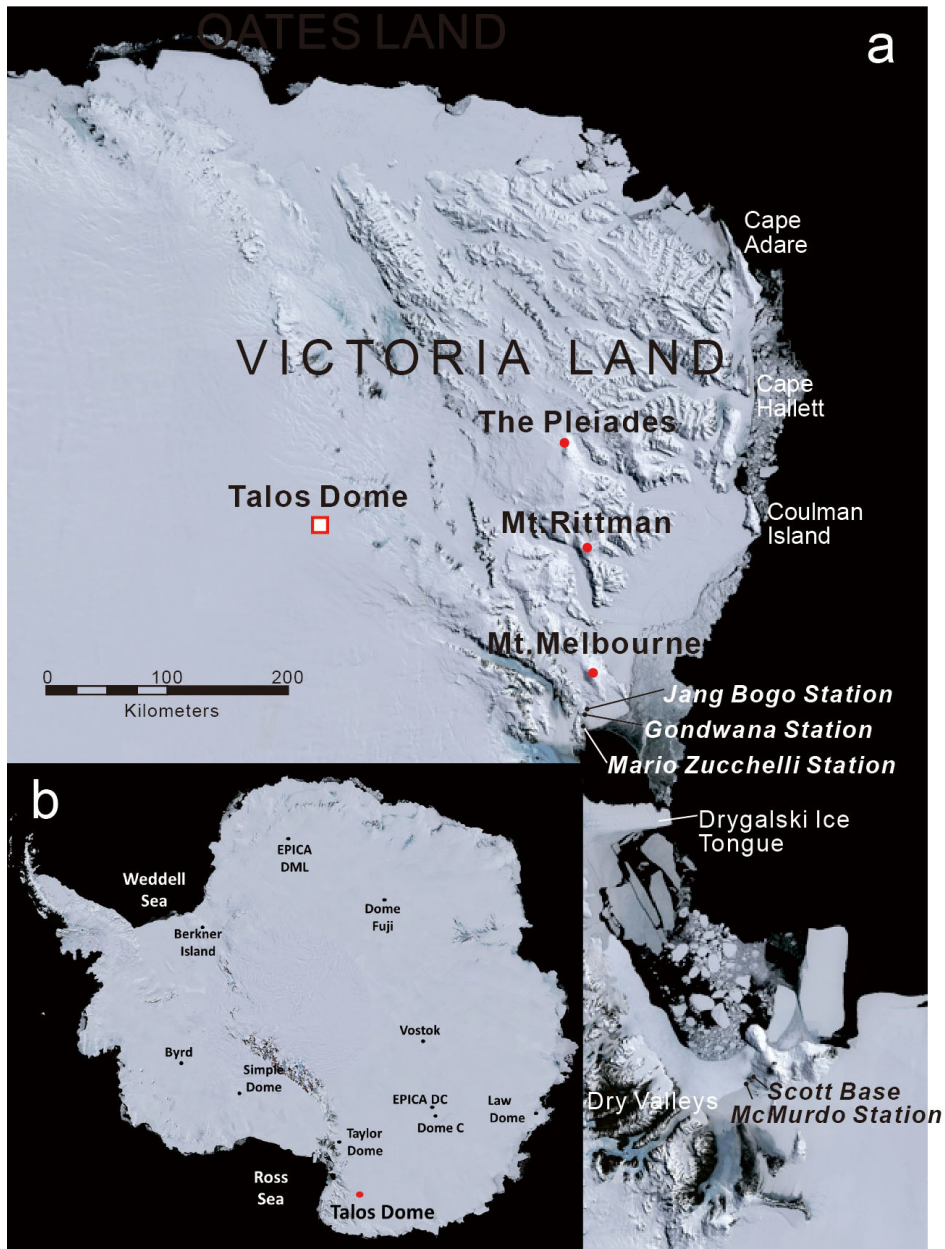 OATES LAND
a
Cape
Adare
VICTORIA LAND
Cape
Hallett
The Pleiades
Talos Dome
Coulman
Island
Mt.Rittman
Mt.Melbourne
0 100 200
Kilometers
Jang Bogo Station
Gondwana Station
Mario Zucchelli Station
Drygalski Ice
Tongue
Dry Valleys
Scott Base
McMurdo Station
b
EPICA
DML
Weddell
Sea
Dome
Fuji
Berkner
Island
Vostok
Byrd
Simple
Dome
EPICA DC
Dome C
Law
Dome
Taylor
Dome
Ross
Sea
Talos Dome